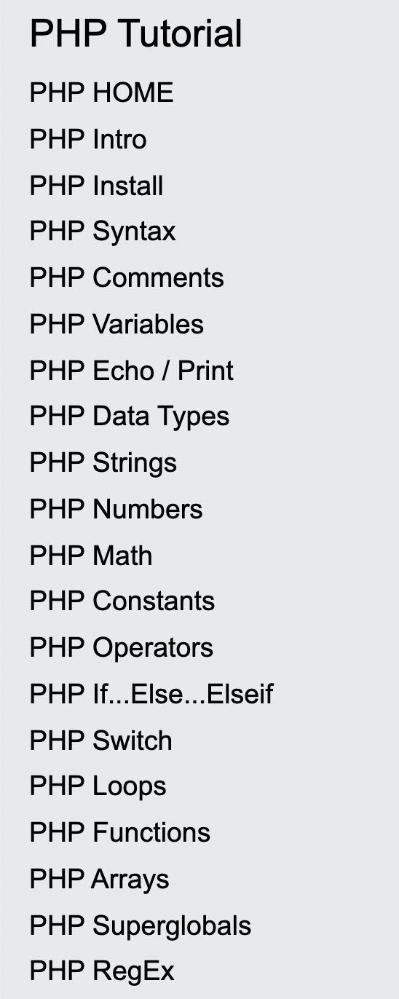 PHP Tutorial
PHP HOME
PHP Intro
PHP Install
PHP Syntax
PHP Comments
PHP Variables
PHP Echo / Print
PHP Data Types
PHP Strings
PHP Numbers
PHP Math
PHP Constants
PHP Operators
PHP If...Else...Elseif
PHP Switch
PHP Loops
PHP Functions
PHP Arrays
PHP Superglobals
PHP RegEx